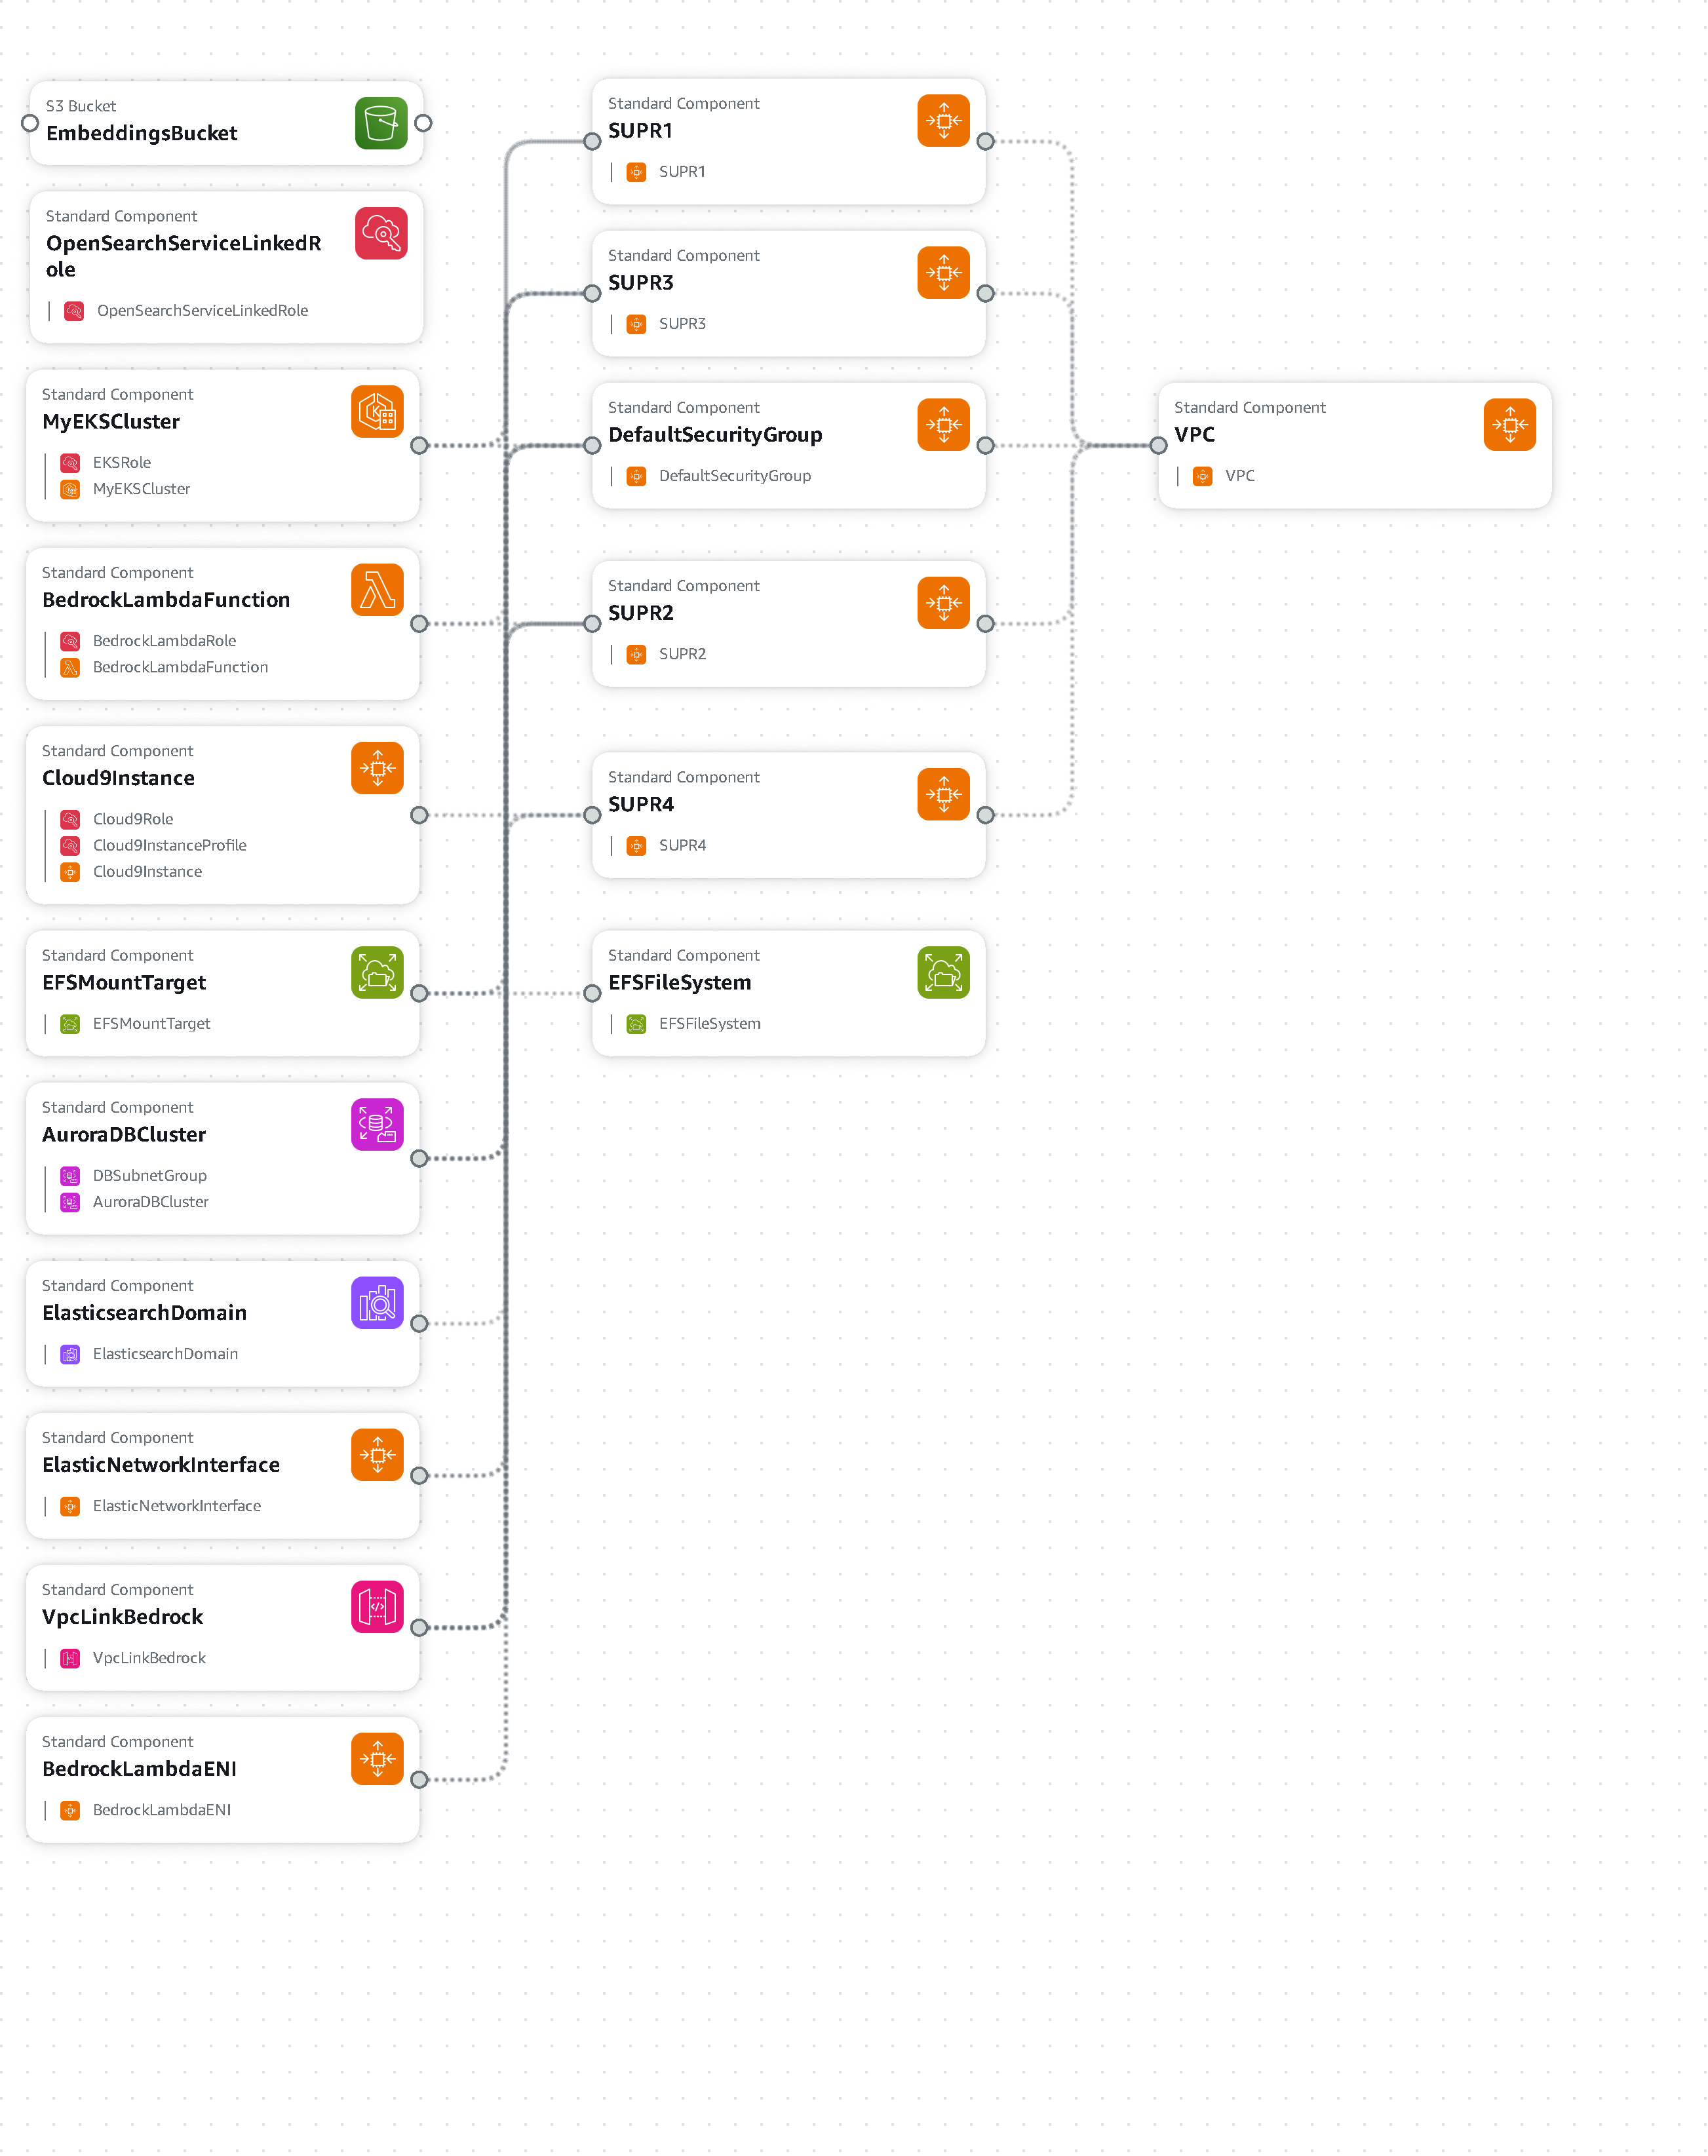 S3 Bucket
EmbeddingsBucket
Standard Component
OpenSearchServiceLinkedR
ole
OpenSearchServiceLinkedRole
Standard Component
MyEKSCluster
EKSRole
MyEKSCluster
Standard Component
BedrockLambdaFunction
BedrockLambdaRole
BedrockLambdaFunction
Standard Component
Cloud9Instance
Cloud9Role
Cloud9InstanceProfile
Cloud9Instance
Standard Component
EFSMountTarget
EFSMountTarget
Standard Component
AuroraDBCluster
DBSubnetGroup
AuroraDBCluster
Standard Component
ElasticsearchDomain
ElasticsearchDomain
Standard Component
ElasticNetworkInterface
ElasticNetworkInterface
Standard Component
VpcLinkBedrock
VpcLinkBedrock
Standard Component
BedrockLambdaENI
BedrockLambdaENI
Standard Component
SUPR1
SUPR1
Standard Component
SUPR3
SUPR3
Standard Component
DefaultSecurityGroup
DefaultSecurityGroup
Standard Component
SUPR2
SUPR2
Standard Component
SUPR4
SUPR4
Standard Component
EFSFileSystem
EFSFileSystem
Standard Component
VPC
VPC